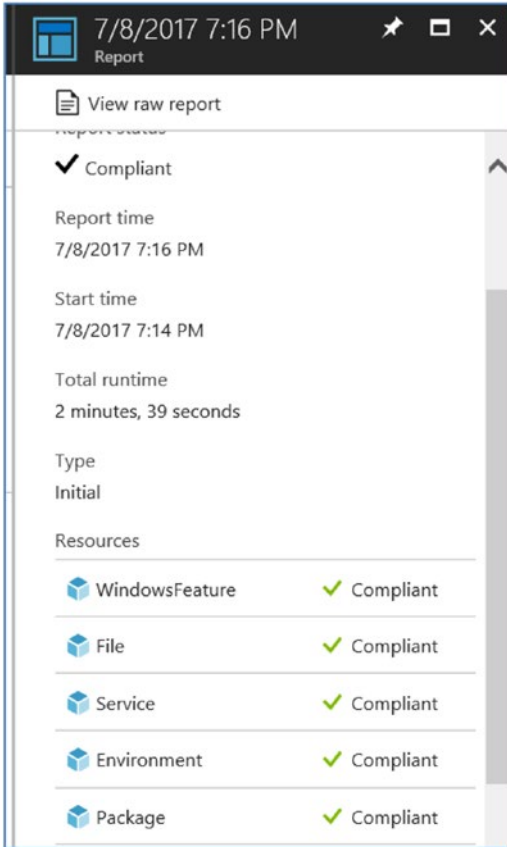 7/8/2017 7:16 PM
Report
View raw report
Report status
Compliant
Report time
7/8/2017 7:16 PM
Start time
7/8/2017 7:14 PM
Total runtime
2 minutes, 39 seconds
Type
Initial
Resources
WindowsFeature Compliant
File Compliant
Service Compliant
Environment Compliant
Package Compliant